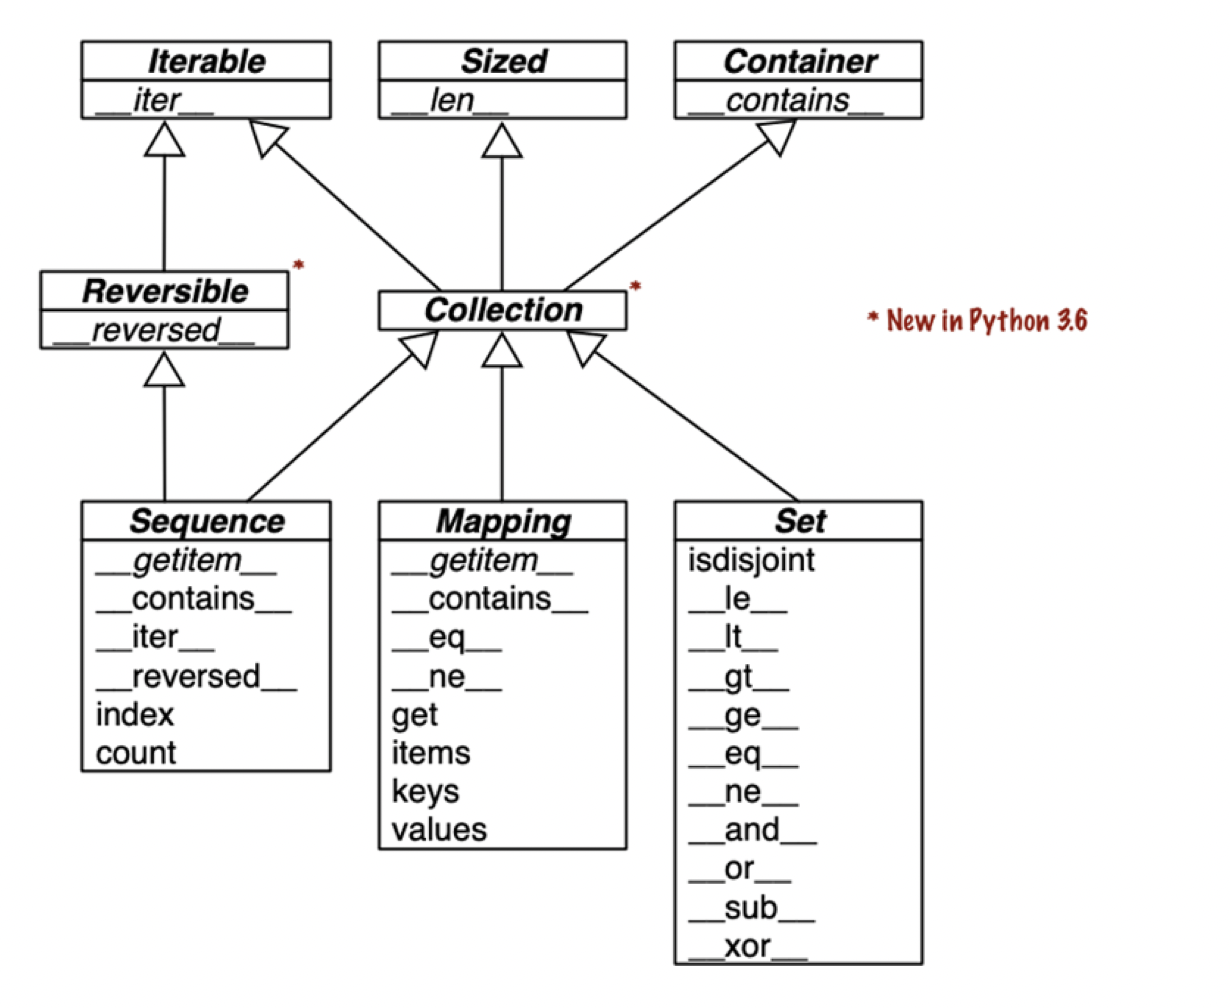 Iterable
__iter__
Sized
__len__
Container
__contains__
Reversible
*
__reversed__
Collection
*
* New in Python 3.6
Sequence
__getitem__
__contains__
__iter__
__reversed__
index
count
Mapping
__getitem__
__contains__
__eq__
__ne__
get
items
keys
values
Set
isdisjoint
__le__
__lt__
__gt__
__ge__
__eq__
__ne__
__and__
__or__
__sub__
__xor__